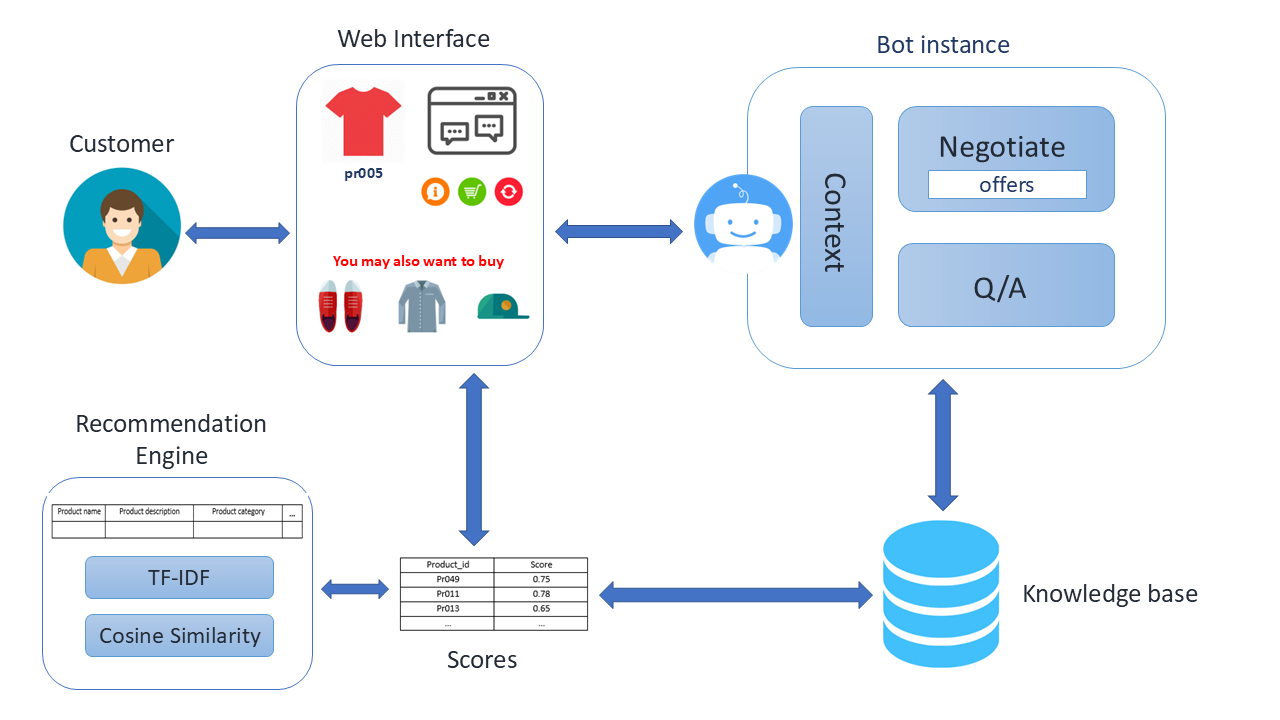 Web Interface
Bot instance
Customer
pr005
Context
Negotiate
offers
Q/A
You may also want to buy
Recommendation
Engine
Product name Product description Product category ...
TF-IDF
Cosine Similarity
Product_id Score
Pr049 0.75
Pr011 0.78
Pr013 0.65
... ...
Scores
Knowledge base